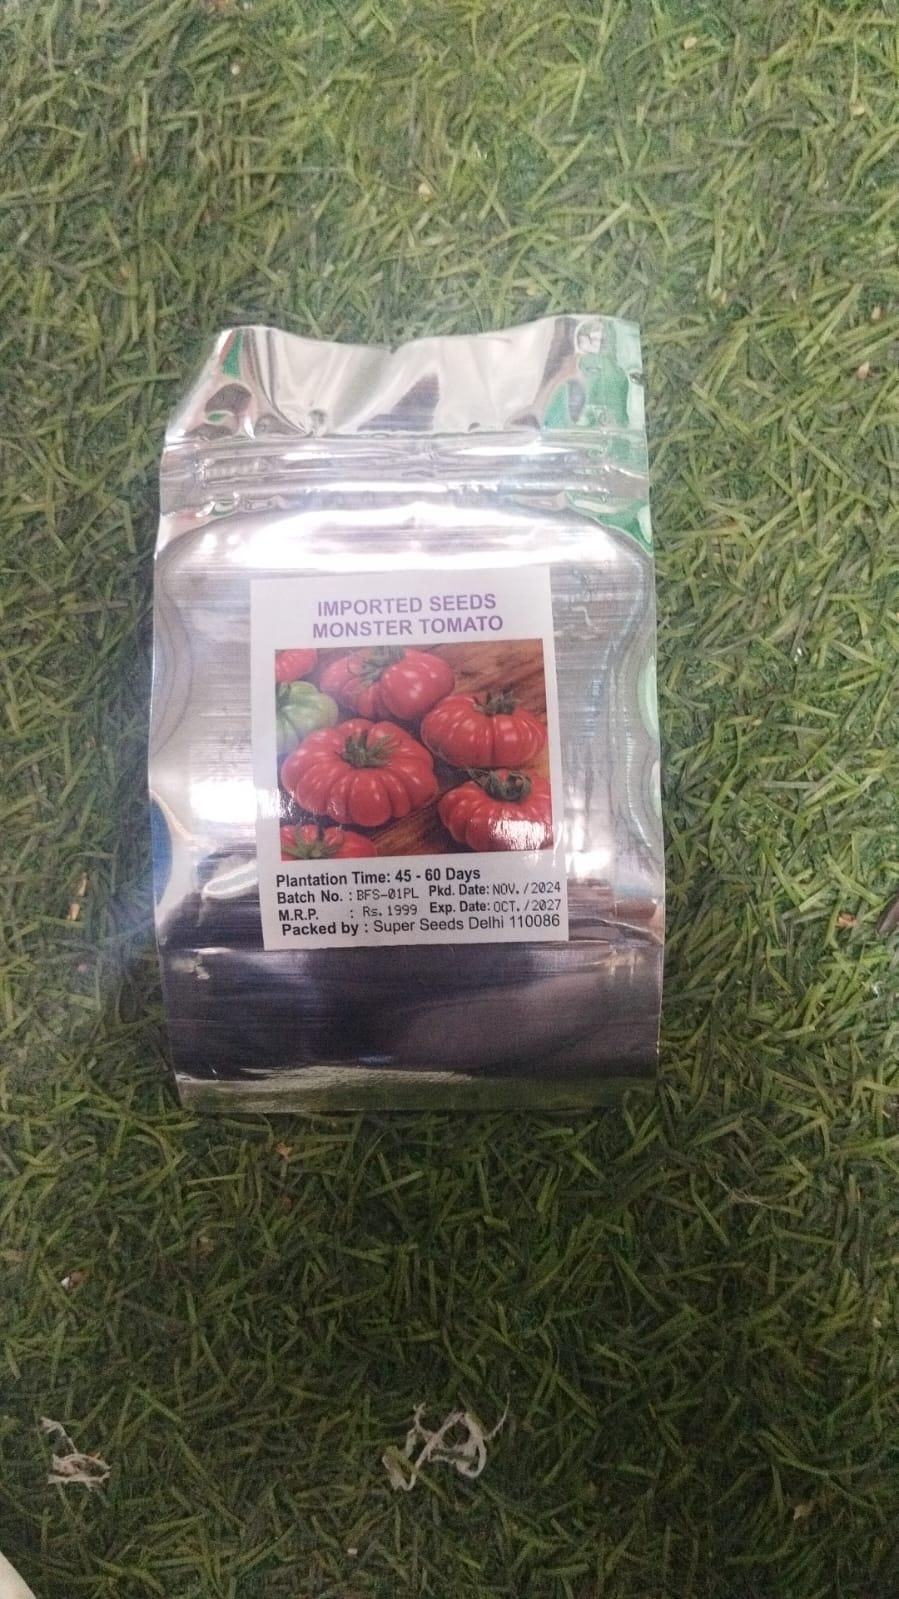 IMPORTED SEEDS
MONSTER TOMATO
Plantation Time: 45 - 60 Days
Batch No. : BFS-01PL Pkd. Date: NOV. /2024
M.R.P. : Rs. 1999 Exp. Date: OCT. /2027
Packed by : Super Seeds Delhi 110086